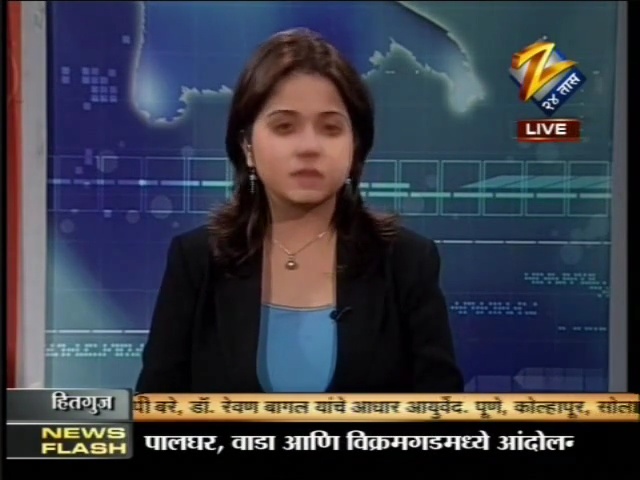 २४ तास
LIVE
हितगुज
पी बरे, डॉ. रेवण बागल यांचे आधार आयुर्वेद. पुणे, कोल्हापूर, सोला
NEWS FLASH
पालघर, वाडा आणि विक्रमगडमध्ये आंदोलन